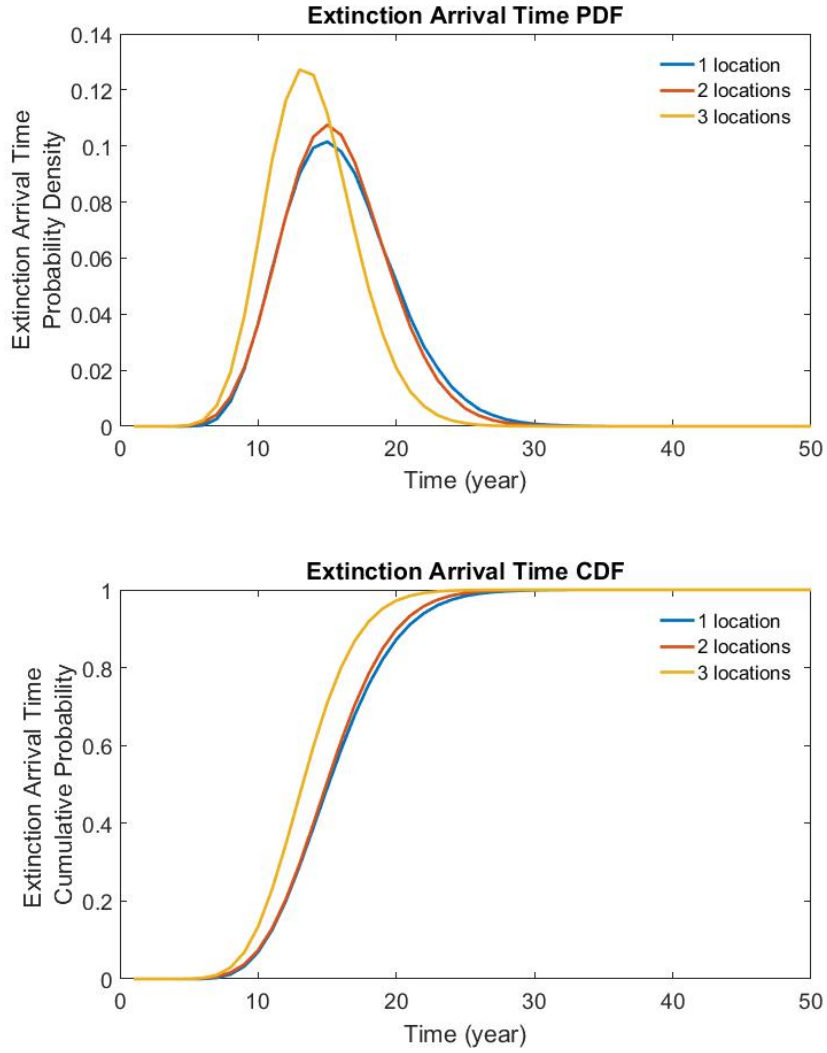 Extinction Arrival Time PDF
0.14
0.12
0.1
0.08
0.06
0.04
0.02
0
Extinction Arrival Time
Probability Density
1 location
2 locations
3 locations
0 10 20 30 40 50
Time (year)
Extinction Arrival Time CDF
1
0.8
0.6
0.4
0.2
0
Extinction Arrival Time
Cumulative Probability
1 location
2 locations
3 locations
0 10 20 30 40 50
Time (year)